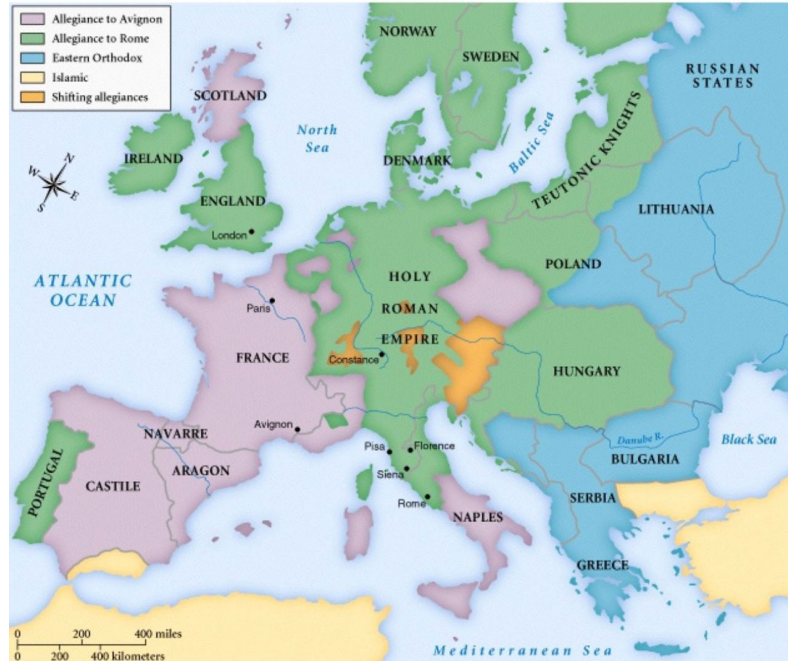 Allegiance to Avignon
Allegiance to Rome
Eastern Orthodox
Islamic
Shifting allegiances
NORWAY
SWEDEN
RUSSIAN
STATES
SCOTLAND
North
Sea
Baltic Sea
TEUTONIC KNIGHTS
IRELAND
DENMARK
N
W
E
S
ENGLAND
London
LITHUANIA
ATLANTIC
OCEAN
HOLY
ROMAN
EMPIRE
POLAND
Paris
FRANCE
Constance
HUNGARY
Avignon
NAVARRE
Pisa
Florence
Danube R.
Black Sea
PORTUGAL
CASTILE
ARAGON
Siena
BULGARIA
Rome
NAPLES
SERBIA
GREECE
0 200 400 miles
0 200 400 kilometers
Mediterranean Sea